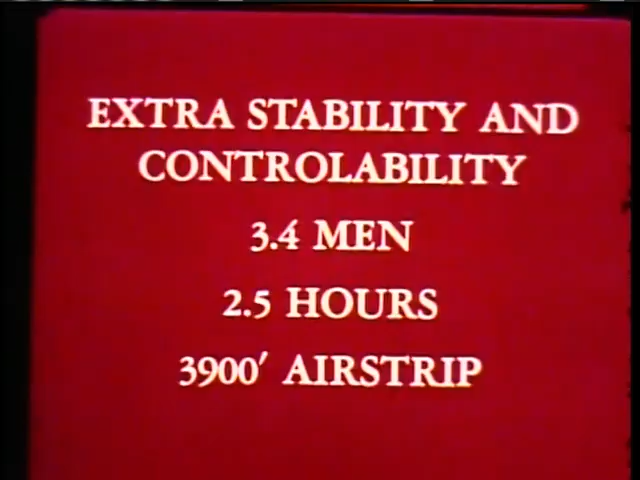 EXTRA STABILITY AND
CONTROLABILITY
3.4 MEN
2.5 HOURS
3900′ AIRSTRIP